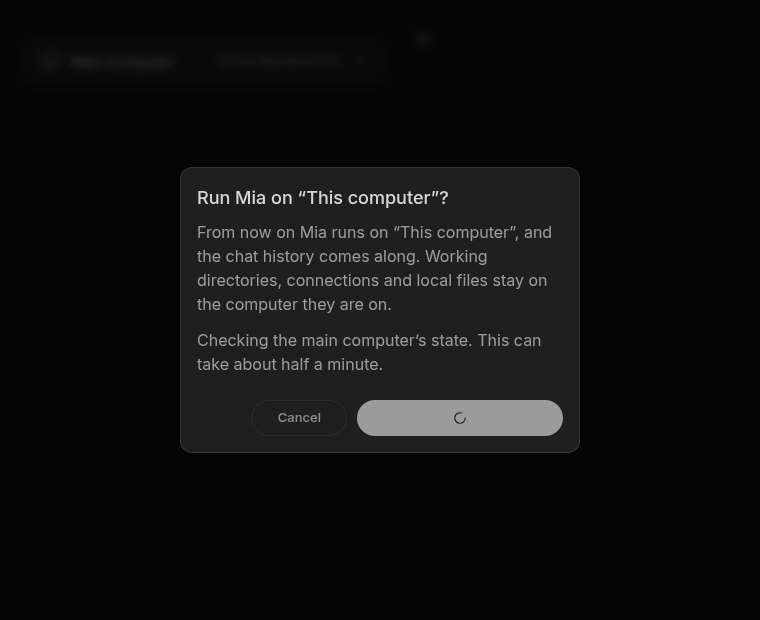 Main Computer
Run Mia on “This computer”?
From now on Mia runs on “This computer”, and
the chat history comes along. Working
directories, connections and local files stay on
the computer they are on.
Checking the main computer’s state. This can
take about half a minute.
Cancel